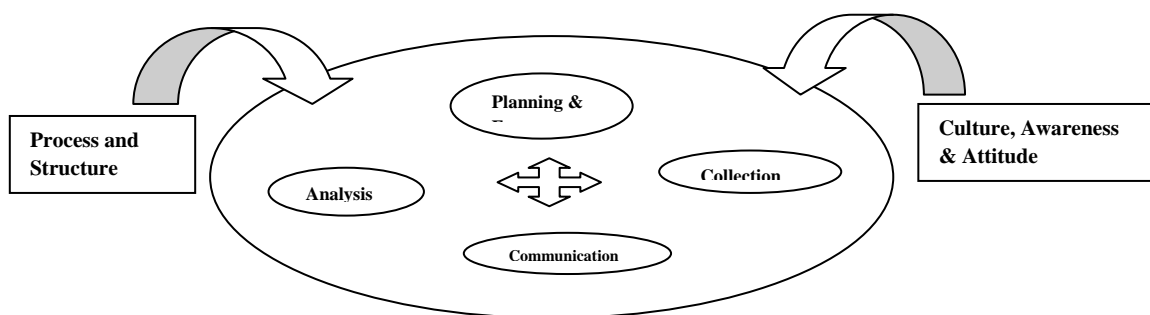 Planning &
Process and
Structure
Culture, Awareness
& Attitude
Analysis
Collection
Communication